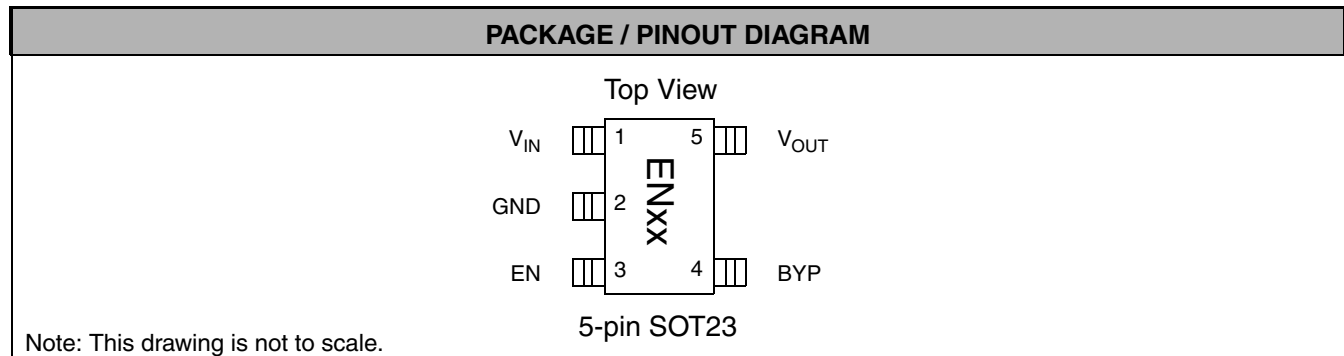 PACKAGE / PINOUT DIAGRAM
Top View
VIN 1 5 VOUT
GND 2 ENxx
EN 3 4 BYP
5-pin SOT23
Note: This drawing is not to scale.